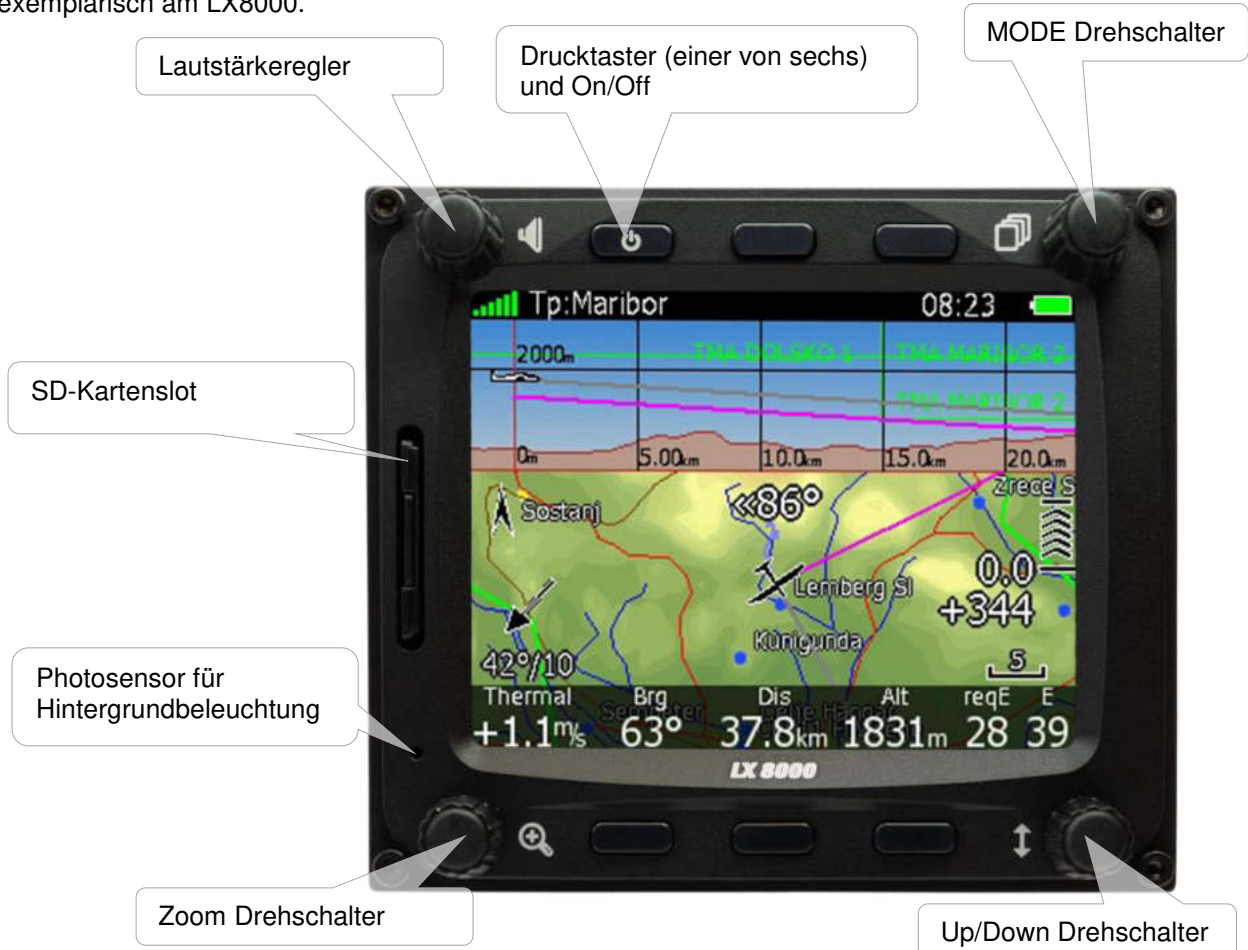 exemplarisch am LX8000.
MODE Drehschalter
Lautstärkeregler
Drucktaster (einer von sechs)
und On/Off
Tp:Maribor 08:23
2000m TMA DOLSKO 1 TMA MARIBOR 2
TMA MARIBOR 2
0m 5.00km 10.0km 15.0km 20.0km
SD-Kartenslot
Zrece S
«86°
Sostanj
0.0
Lemberg Sl
+344
Kunigunda
42°/10
5
Photosensor für
Hintergrundbeleuchtung
Thermal Brg Dis Alt reqE E
+1.1m/s 63° 37.8km 1831m 28 39
LX 8000
Zoom Drehschalter
Up/Down Drehschalter